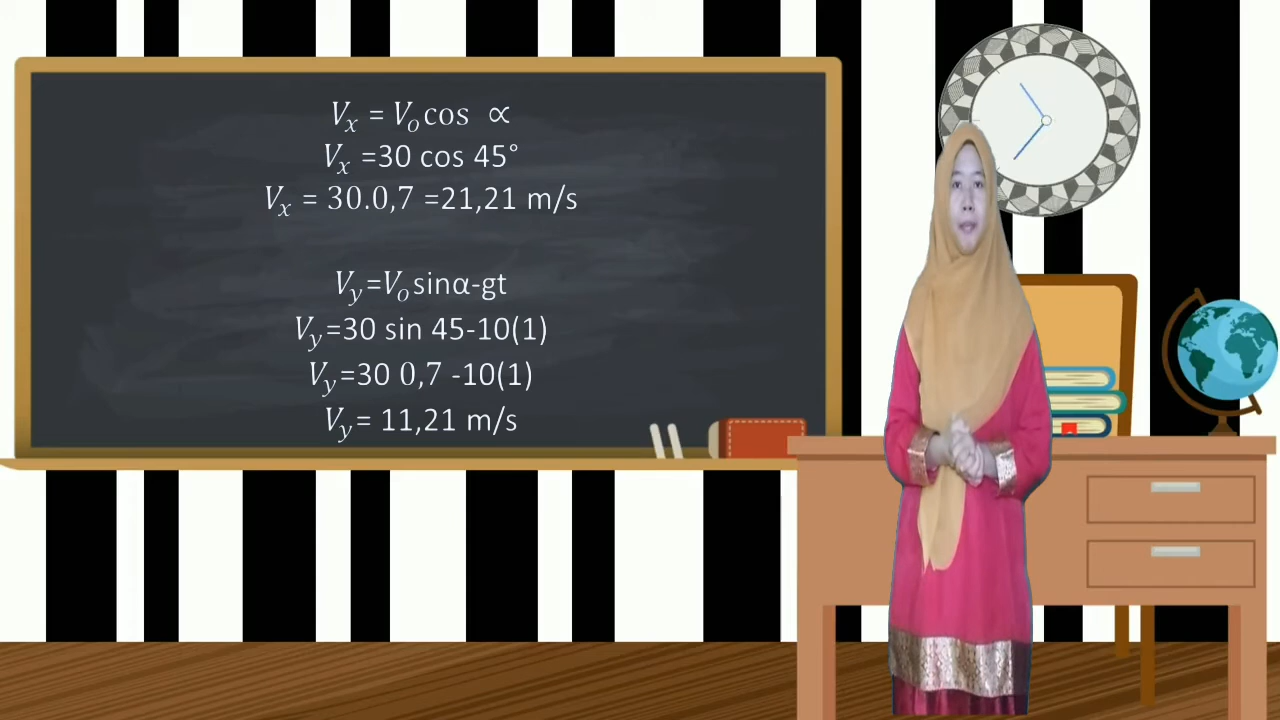 Vₓ = Vₒ cos ∝
Vₓ =30 cos 45°
Vₓ = 30.0,7 =21,21 m/s
Vy=Vₒ sinα-gt
Vy=30 sin 45-10(1)
Vy=30 0,7 -10(1)
Vy= 11,21 m/s